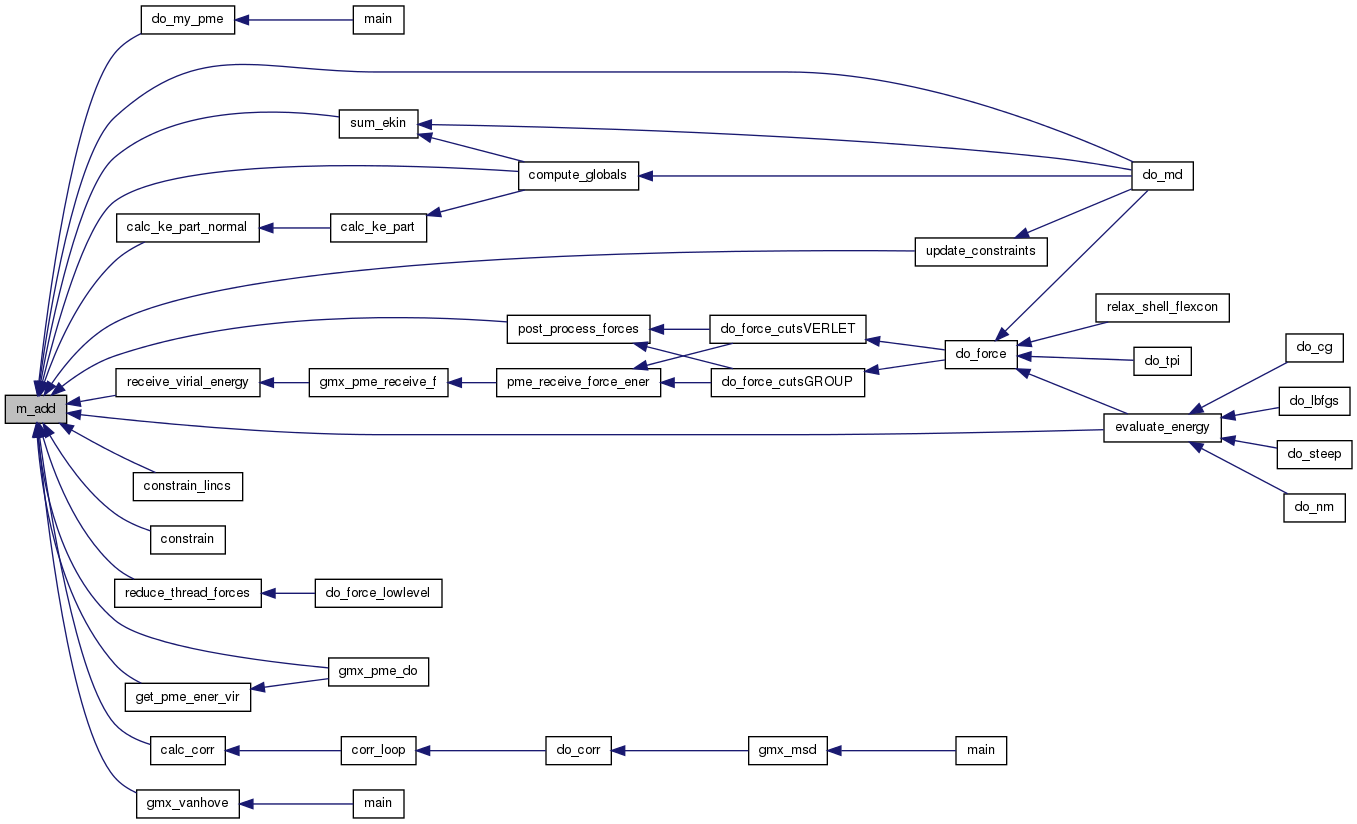 do_my_pme
main
sum_ekin
compute_globals
do_md
calc_ke_part_normal
calc_ke_part
update_constraints
relax_shell_flexcon
post_process_forces
do_force_cutsVERLET
do_force
do_tpi
do_cg
receive_virial_energy
gmx_pme_receive_f
pme_receive_force_ener
do_force_cutsGROUP
m_add
do_lbfgs
evaluate_energy
do_steep
constrain_lincs
do_nm
constrain
reduce_thread_forces
do_force_lowlevel
gmx_pme_do
get_pme_ener_vir
calc_corr
corr_loop
do_corr
gmx_msd
main
gmx_vanhove
main